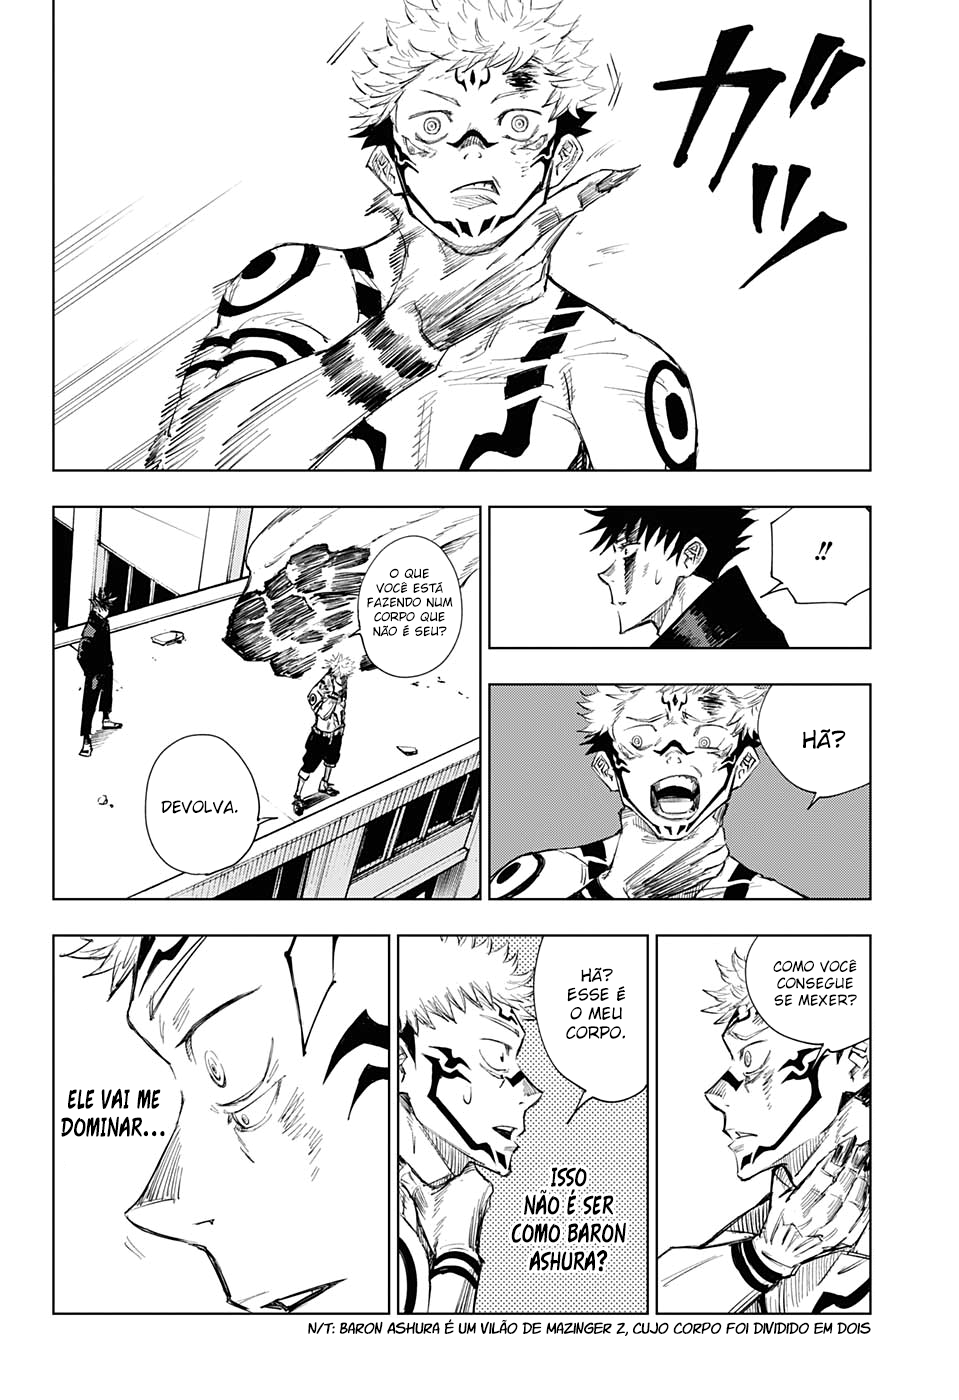 ガッ
!!
O QUE
VOCÊ ESTÁ
FAZENDO NUM
CORPO QUE
NÃO É SEU?
DEVOLVA.
HÃ?
COMO VOCÊ
CONSEGUE
SE MEXER?
HÃ?
ESSE É
O MEU
CORPO.
ISSO
NÃO É SER
COMO BARON
ASHURA?
ELE VAI ME
DOMINAR...
N/T: BARON ASHURA É UM VILÃO DE MAZINGER Z, CUJO CORPO FOI DIVIDIDO EM DOIS